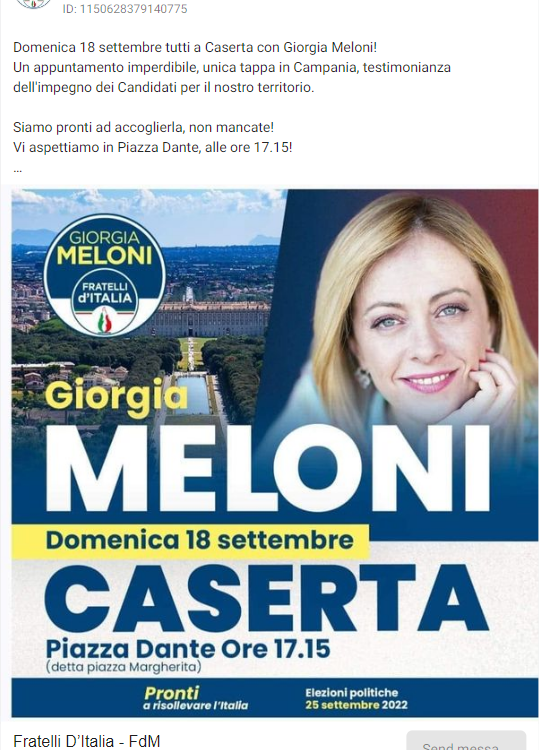 ID: 1150628379140775
Domenica 18 settembre tutti a Caserta con Giorgia Meloni!
Un appuntamento imperdibile, unica tappa in Campania, testimonianza
dell'impegno dei Candidati per il nostro territorio.
Siamo pronti ad accoglierla, non mancate!
Vi aspettiamo in Piazza Dante, alle ore 17.15!
...
GIORGIA
MELONI
FRATELLI
d'ITALIA
Giorgia
MELONI
Domenica 18 settembre
CASERTA
Piazza Dante Ore 17.15
(detta piazza Margherita)
Pronti
a risollevare l'Italia
Elezioni politiche
25 settembre 2022
Fratelli D'Italia - FdM
Send messa...